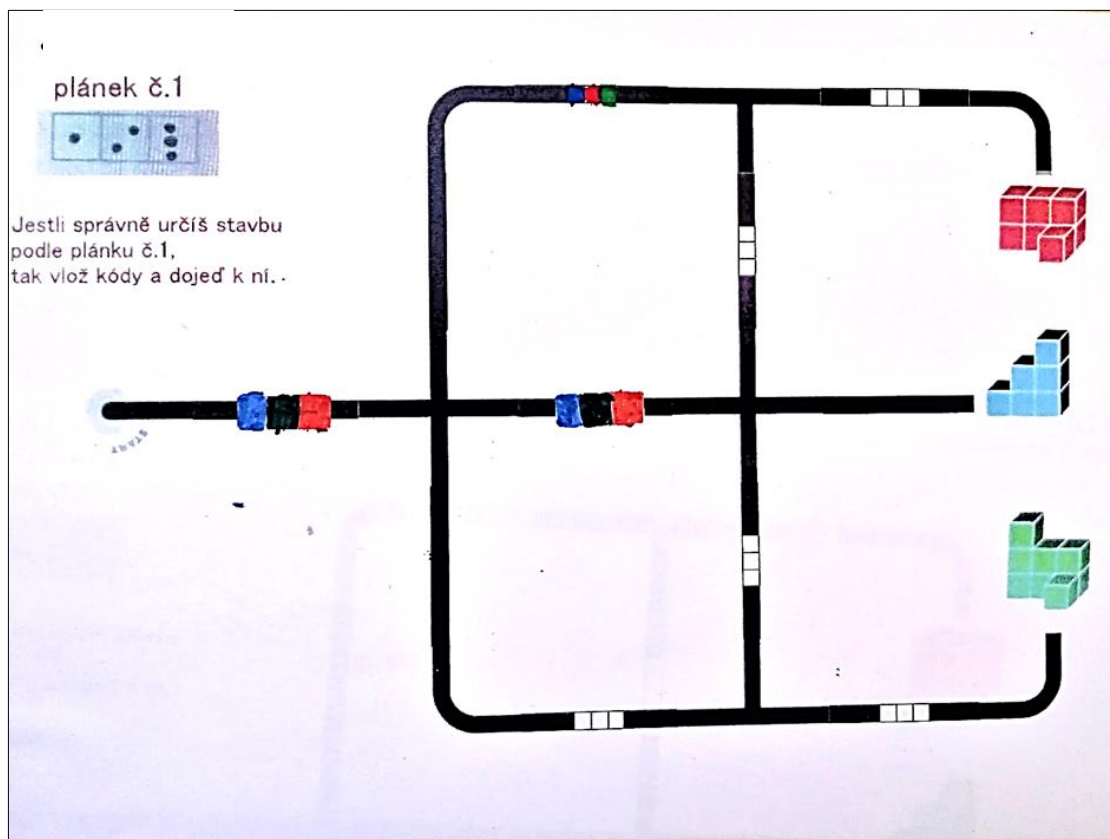 plánek č.1
Jestli správně určíš stavbu
podle plánku č.1,
tak vlož kódy a dojeď k ní.
START